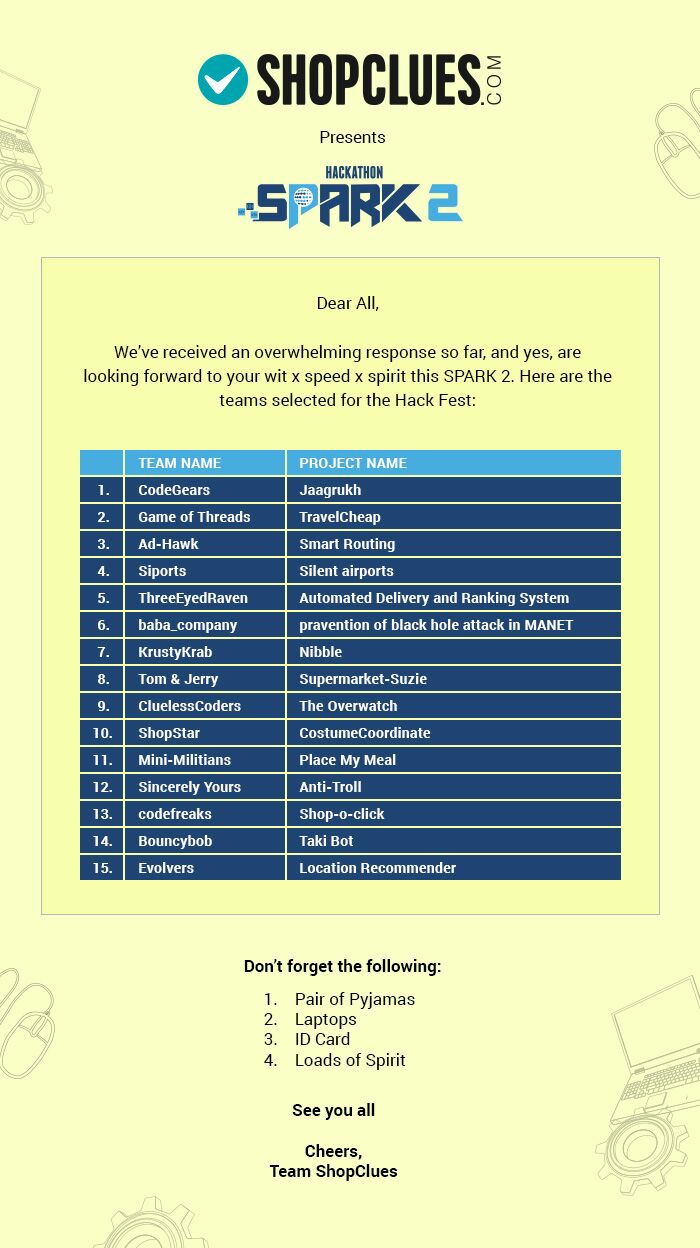 SHOPCLUES.COM
Presents
HACKATHON
SPARK 2
Dear All,
We’ve received an overwhelming response so far, and yes, are
looking forward to your wit x speed x spirit this SPARK 2. Here are the
teams selected for the Hack Fest:
TEAM NAME PROJECT NAME
1. CodeGears Jaagrukh
2. Game of Threads TravelCheap
3. Ad-Hawk Smart Routing
4. Siports Silent airports
5. ThreeEyedRaven Automated Delivery and Ranking System
6. baba_company pravention of black hole attack in MANET
7. KrustyKrab Nibble
8. Tom & Jerry Supermarket-Suzie
9. CluelessCoders The Overwatch
10. ShopStar CostumeCoordinate
11. Mini-Militians Place My Meal
12. Sincerely Yours Anti-Troll
13. codefreaks Shop-o-click
14. Bouncybob Taki Bot
15. Evolvers Location Recommender
Don’t forget the following:
1. Pair of Pyjamas
2. Laptops
3. ID Card
4. Loads of Spirit
See you all
Cheers,
Team ShopClues